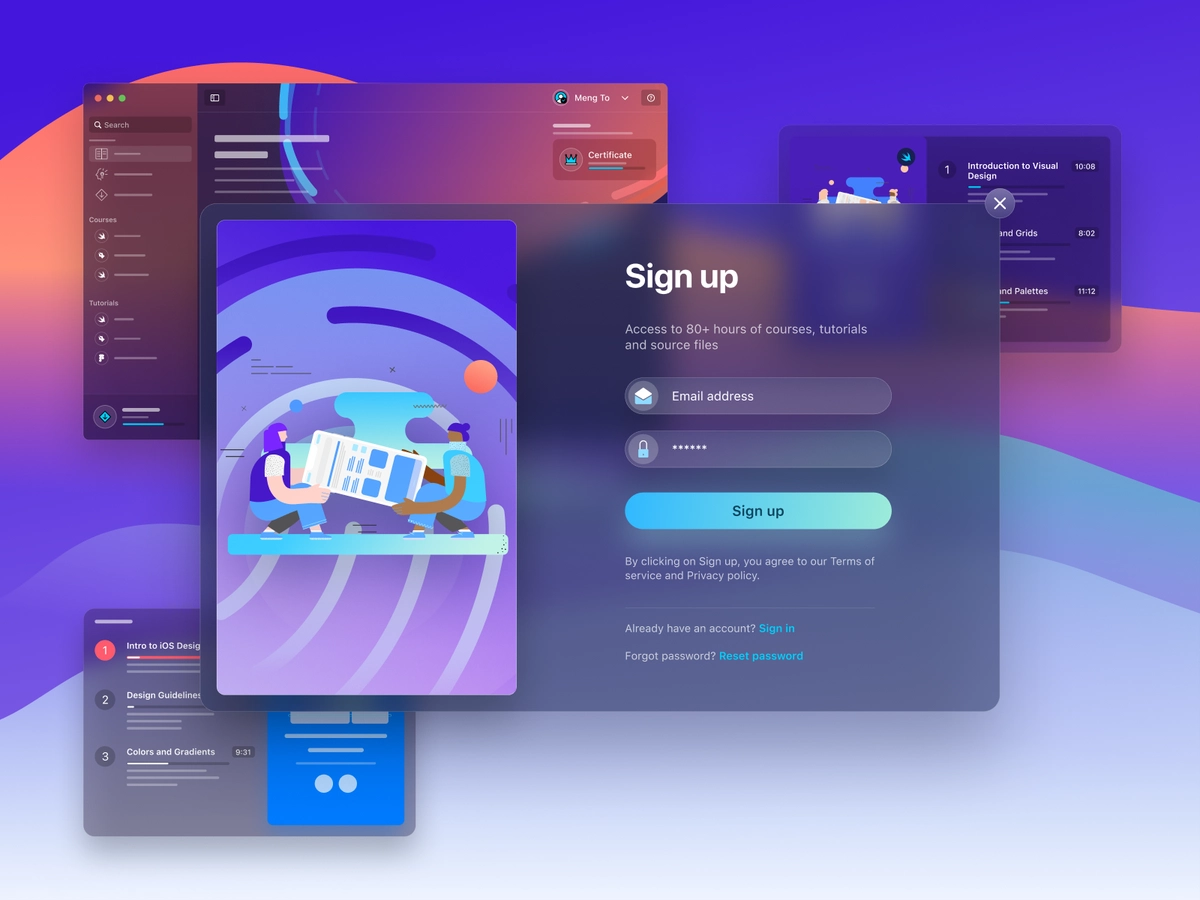 Meng To
Search
Certificate
Courses
Tutorials
1
Introduction to Visual
Design
10:08
and Grids
8:02
and Palettes
11:12
Sign up
Access to 80+ hours of courses, tutorials
and source files
Email address
******
Sign up
By clicking on Sign up, you agree to our Terms of
service and Privacy policy.
Already have an account? Sign in
Forgot password? Reset password
1
Intro to iOS
2
Design Guidelines
3
Colors and Gradients
9:31